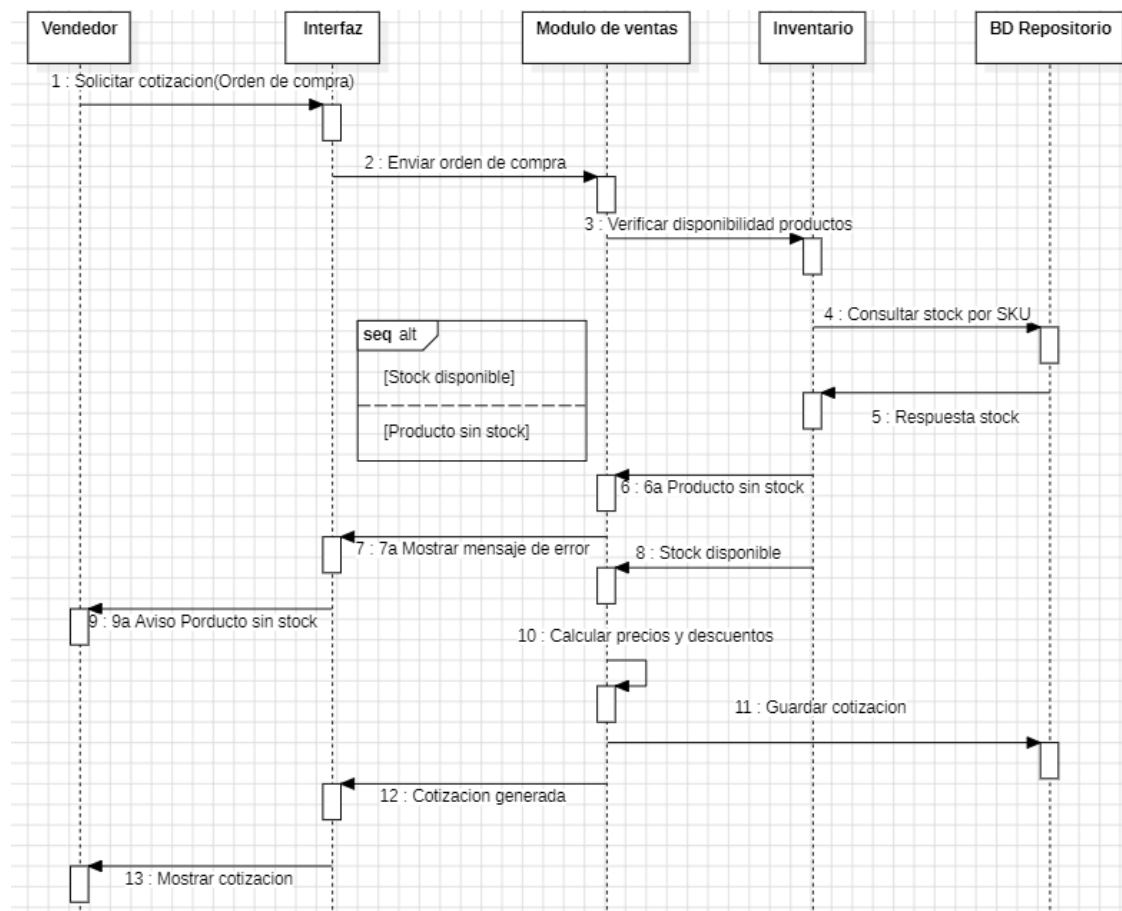 Vendedor
Interfaz
Modulo de ventas
Inventario
BD Repositorio
1 : Solicitar cotizacion(Orden de compra)
2 : Enviar orden de compra
3 : Verificar disponibilidad productos
4 : Consultar stock por SKU
seq alt
[Stock disponible]
[Producto sin stock]
5 : Respuesta stock
6 : 6a Producto sin stock
7 : 7a Mostrar mensaje de error
8 : Stock disponible
9 : 9a Aviso Porducto sin stock
10 : Calcular precios y descuentos
11 : Guardar cotizacion
12 : Cotizacion generada
13 : Mostrar cotizacion